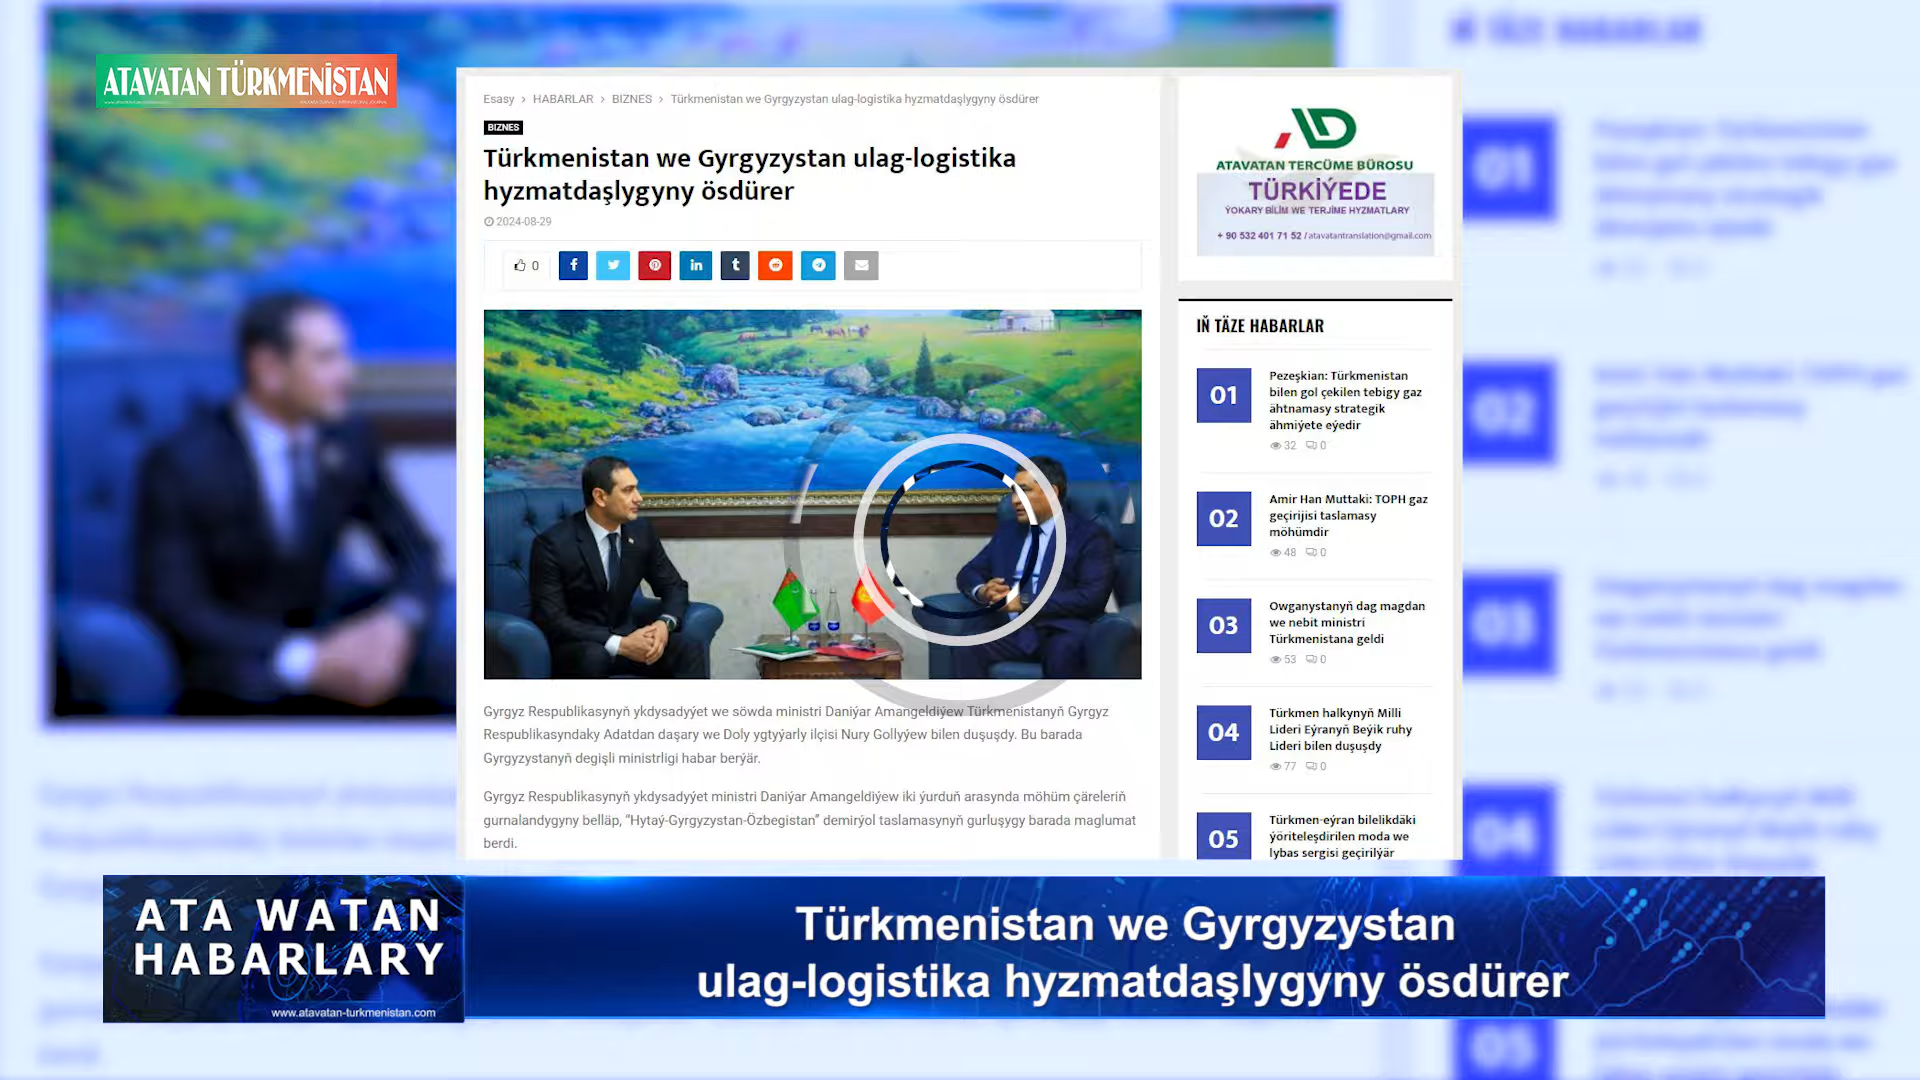 ATAVATAN TÜRKMENİSTAN
Esasy › HABARLAR › BIZNES › Türkmenistan we Gyrgyzystan ulag-logistika hyzmatdaşlygyny ösdürer
BIZNES
Türkmenistan we Gyrgyzystan ulag-logistika
hyzmatdaşlygyny ösdürer
2024-08-29
0
Gyrgyz Respublikasynyň ykdysadyýet we söwda ministri Daniýar Amangeldiýew Türkmenistanyň Gyrgyz
Respublikasyndaky Adatdan daşary we Doly ygtyýarly ilçisi Nury Gollyýew bilen duşuşdy. Bu barada
Gyrgyzystanyň degişli ministrligi habar berýär.
Gyrgyz Respublikasynyň ykdysadyýet ministri Daniýar Amangeldiýew iki ýurduň arasynda möhüm çäreleriň
gurnalandygyny belläp, “Hytaý-Gyrgyzystan-Özbegistan” demirýol taslamasynyň gurluşygy barada maglumat
berdi.
ATAVATAN TERCÜME BÜROSU
TÜRKİÝEDE
ÝOKARY BİLİM WE TERJİME HYZMATLARY
+ 90 532 401 71 52 / atavatantranslation@gmail.com
IŇ TÄZE HABARLAR
01
Pezeşkian: Türkmenistan
bilen gol çekilen tebigy gaz
ähtnamasy strategik
ähmiýete eýedir
32 0
02
Amir Han Muttaki: TOPH gaz
geçirijisi taslamasy
möhümdir
48 0
03
Owganystanyň dag magdan
we nebit ministri
Türkmenistana geldi
53 0
04
Türkmen halkynyň Milli
Lideri Eýranyň Beýik ruhy
Lideri bilen duşuşdy
77 0
05
Türkmen-eýran bilelikdäki
ýöriteleşdirilen moda we
lybas sergisi geçirilýär
ATA WATAN
HABARLARY
www.atavatan-turkmenistan.com
Türkmenistan we Gyrgyzystan
ulag-logistika hyzmatdaşlygyny ösdürer